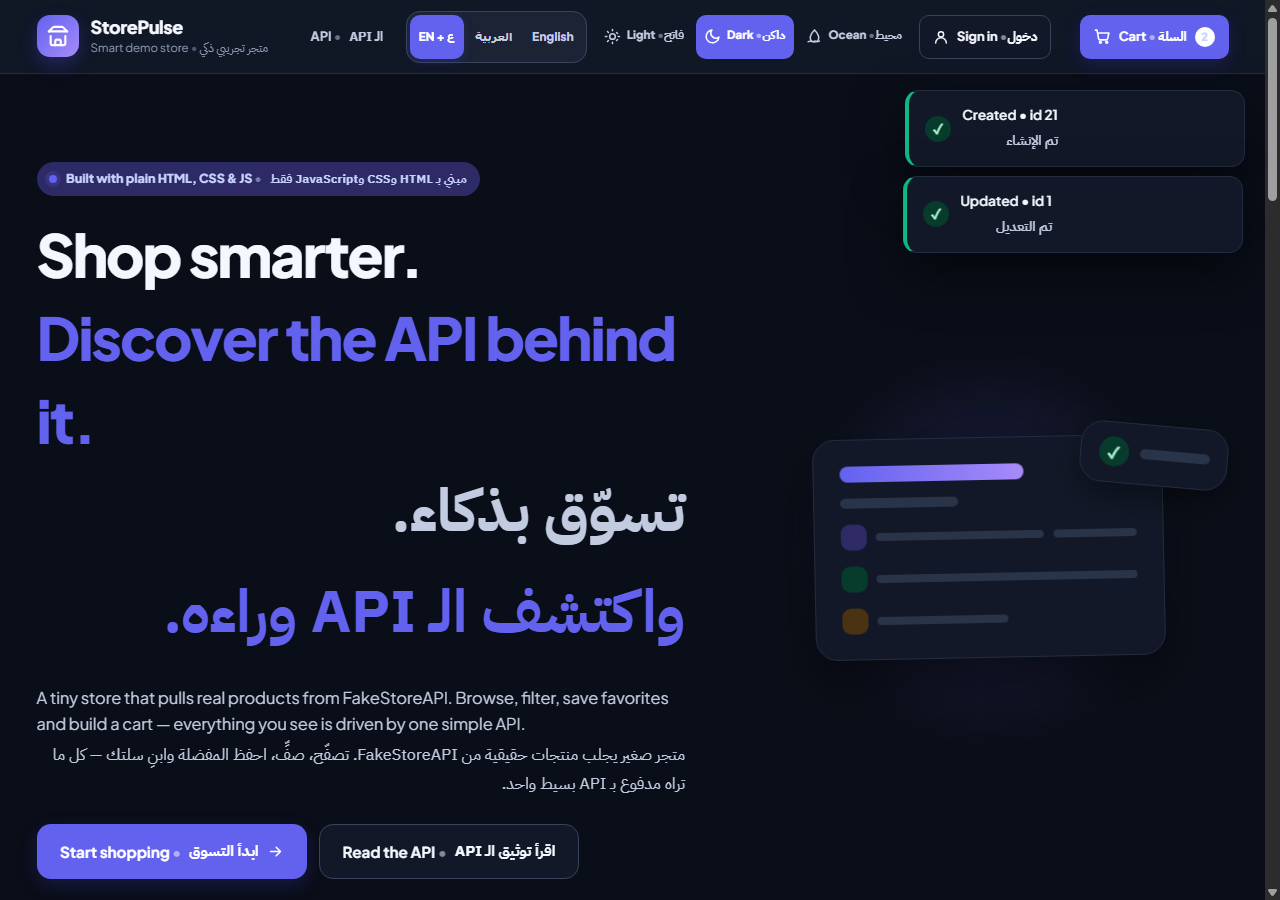 StorePulse
Smart demo store • متجر تجريبي ذكي
API • الـ API
EN + ع
العربية
English
Light • فاتح
Dark • داكن
Ocean • محيط
Sign in • دخول
Cart • السلة 2
Created • id 21
تم الإنشاء
Updated • id 1
تم التعديل
Built with plain HTML, CSS & JS • مبني بـ HTML وCSS وJavaScript فقط
Shop smarter.
Discover the API behind
it.
تسوّق بذكاء.
واكتشف الـ API وراءه.
A tiny store that pulls real products from FakeStoreAPI. Browse, filter, save favorites
and build a cart — everything you see is driven by one simple API.
متجر صغير يجلب منتجات حقيقية من FakeStoreAPI. تصفّح، صفِّ، احفظ المفضلة وابنِ سلتك — كل ما
تراه مدفوع بـ API بسيط واحد.
Start shopping • ابدأ التسوق →
Read the API • اقرأ توثيق الـ API